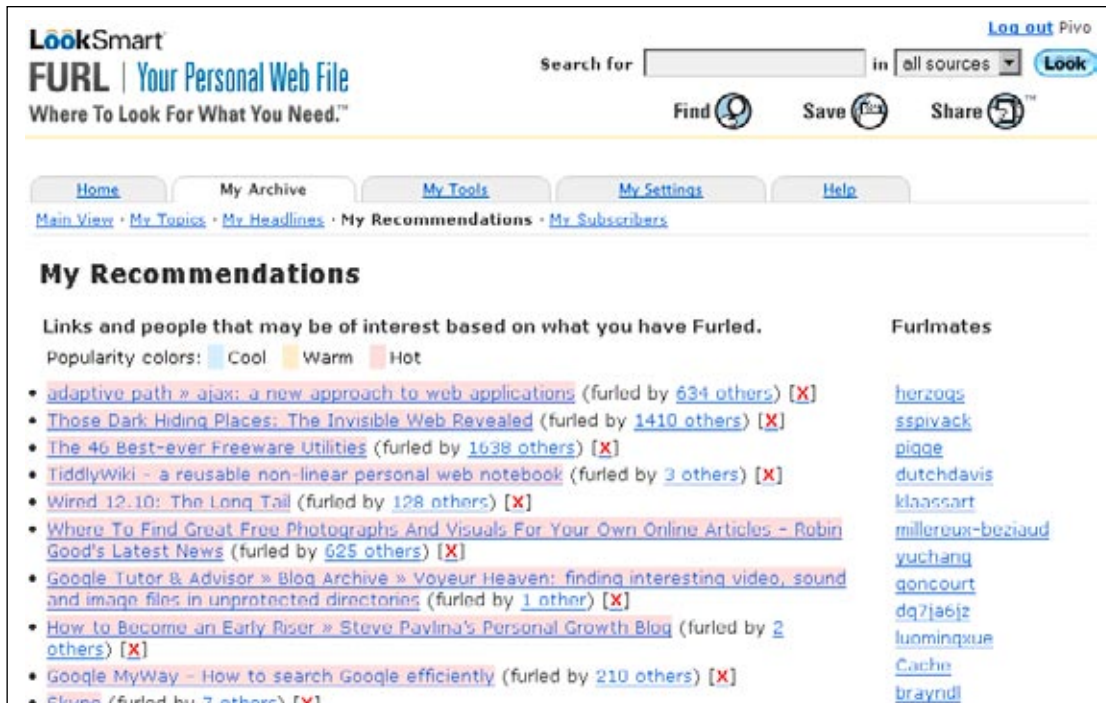 Log out Pivo
LookSmart
FURL | Your Personal Web File
Where To Look For What You Need.™
Search for in all sources Look
Find Save Share ™
Home My Archive My Tools My Settings Help
Main View · My Topics · My Headlines · My Recommendations · My Subscribers
My Recommendations
Links and people that may be of interest based on what you have Furled.
Popularity colors: Cool Warm Hot
• adaptive path » ajax: a new approach to web applications (furled by 634 others) [X]
• Those Dark Hiding Places: The Invisible Web Revealed (furled by 1410 others) [X]
• The 46 Best-ever Freeware Utilities (furled by 1638 others) [X]
• TiddlyWiki - a reusable non-linear personal web notebook (furled by 3 others) [X]
• Wired 12.10: The Long Tail (furled by 128 others) [X]
• Where To Find Great Free Photographs And Visuals For Your Own Online Articles - Robin
Good's Latest News (furled by 625 others) [X]
• Google Tutor & Advisor » Blog Archive » Voyeur Heaven: finding interesting video, sound
and image files in unprotected directories (furled by 1 other) [X]
• How to Become an Early Riser » Steve Pavlina's Personal Growth Blog (furled by 2
others) [X]
• Google MyWay - How to search Google efficiently (furled by 210 others) [X]
• Skype (furled by 7 others) [X]
Furlmates
herzogs
sspivack
pigge
dutchdavis
klaassart
millereux-beziaud
yuchang
goncourt
dq7ja6jz
luomingxue
Cache
brayndl